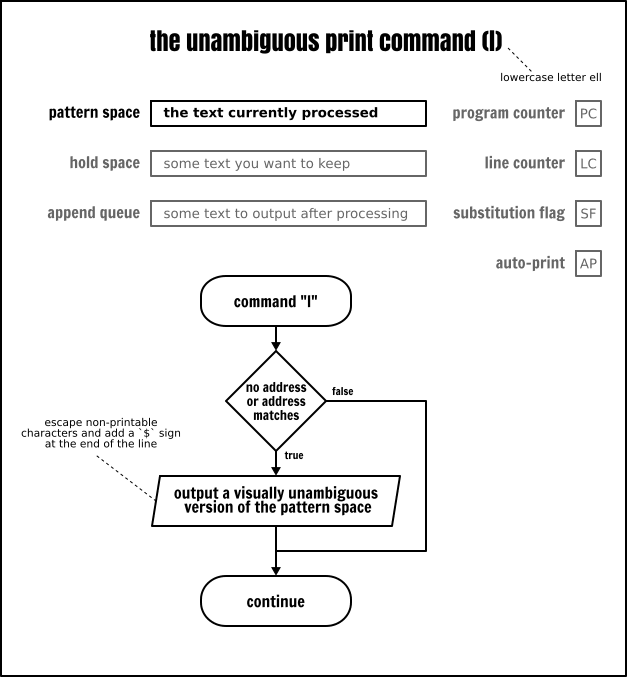 the unambiguous print command (l)
lowercase letter ell
pattern space the text currently processed program counter PC
hold space some text you want to keep line counter LC
append queue some text to output after processing substitution flag SF
auto-print AP
command "l"
no address
or address
matches
false
true
escape non-printable
characters and add a `$` sign
at the end of the line
output a visually unambiguous
version of the pattern space
continue